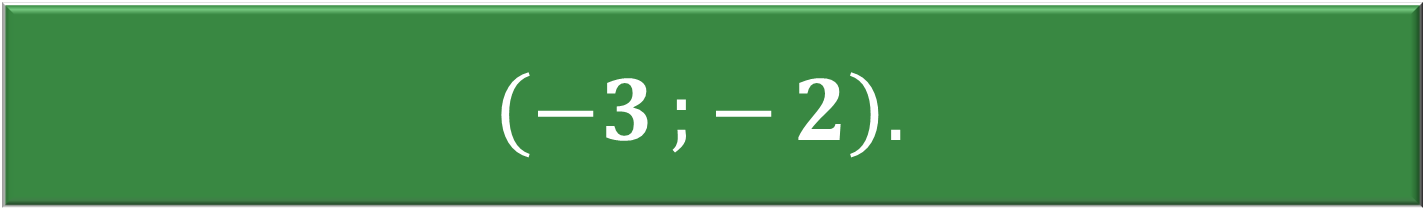 (−3 ; − 2).